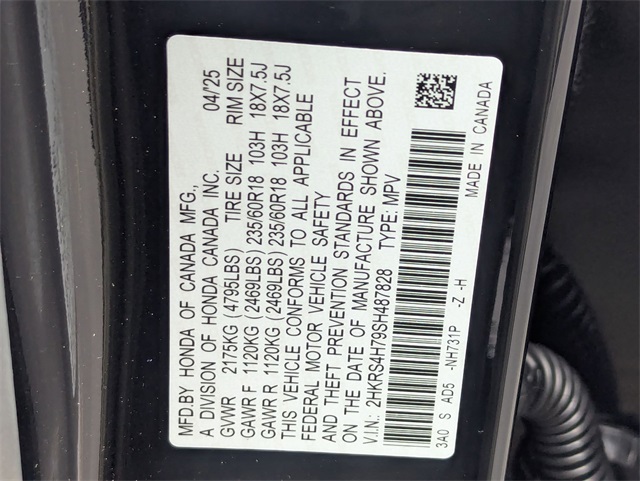 MFD.BY HONDA OF CANADA MFG.,
A DIVISION OF HONDA CANADA INC. 04/25
GVWR 2175KG (4795LBS) TIRE SIZE RIM SIZE
GAWR F 1120KG (2469LBS) 235/60R18 103H 18X7.5J
GAWR R 1120KG (2469LBS) 235/60R18 103H 18X7.5J
THIS VEHICLE CONFORMS TO ALL APPLICABLE
FEDERAL MOTOR VEHICLE SAFETY
AND THEFT PREVENTION STANDARDS IN EFFECT
ON THE DATE OF MANUFACTURE SHOWN ABOVE.
V.I.N.: 2HKRS4H79SH487828 TYPE: MPV
3A0 S AD5 -NH731P -Z -H
MADE IN CANADA